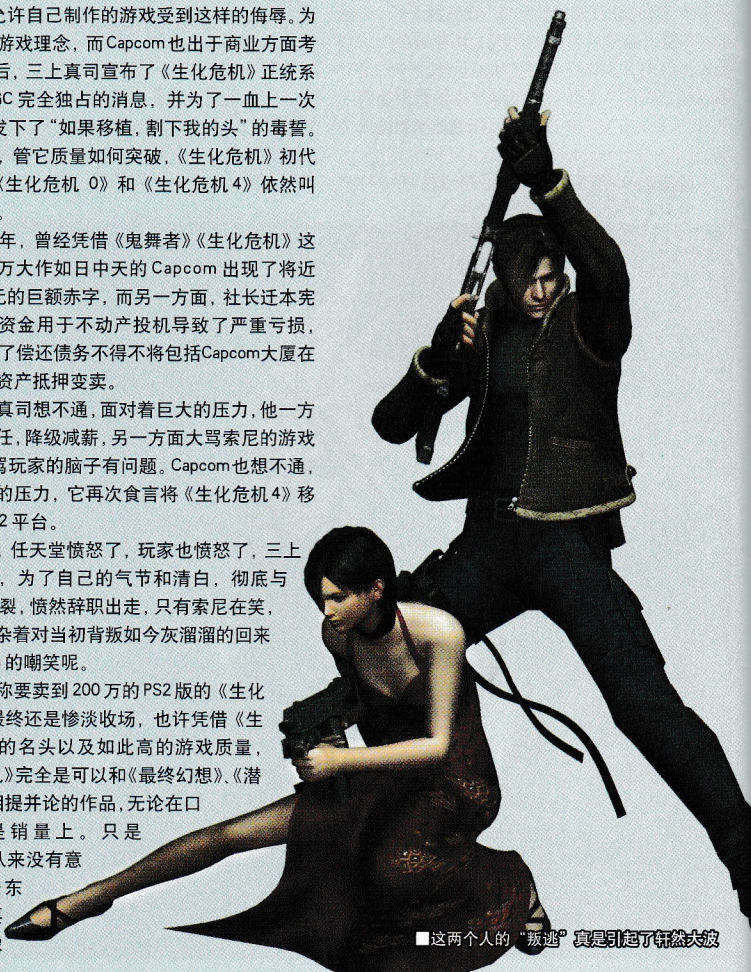 允许自己制作的游戏受到这样的侮辱。为
游戏理念，而Capcom也出于商业方面考
后，三上真司宣布了《生化危机》正统系
GC完全独占的消息，并为了一血上一次
发下了“如果移植，割下我的头”的毒誓。
，管它质量如何突破，《生化危机》初代
《生化危机 0》和《生化危机4》依然叫
。
年，曾经凭借《鬼舞者》《生化危机》这
万大作如日中天的Capcom 出现了将近
元的巨额赤字，而另一方面，社长迁本宪
资金用于不动产投机导致了严重亏损，
了偿还债务不得不将包括Capcom大厦在
资产抵押变卖。
真司想不通，面对着巨大的压力，他一方
任，降级减薪，另一方面大骂索尼的游戏
骂玩家的脑子有问题。Capcom也想不通，
的压力，它再次食言将《生化危机4》移
2平台。
，任天堂愤怒了，玩家也愤怒了，三上
，为了自己的气节和清白，彻底与
裂，愤然辞职出走，只有索尼在笑，
杂着对当初背叛如今灰溜溜的回来
的嘲笑呢。
称要卖到200万的PS2版的《生化
最终还是惨淡收场，也许凭借《生
的名头以及如此高的游戏质量，
》完全是可以和《最终幻想》、《潜
相提并论的作品，无论在口
是销量上。只是
从来没有意
东
■这两个人的“叛逃”真是引起了轩然大波